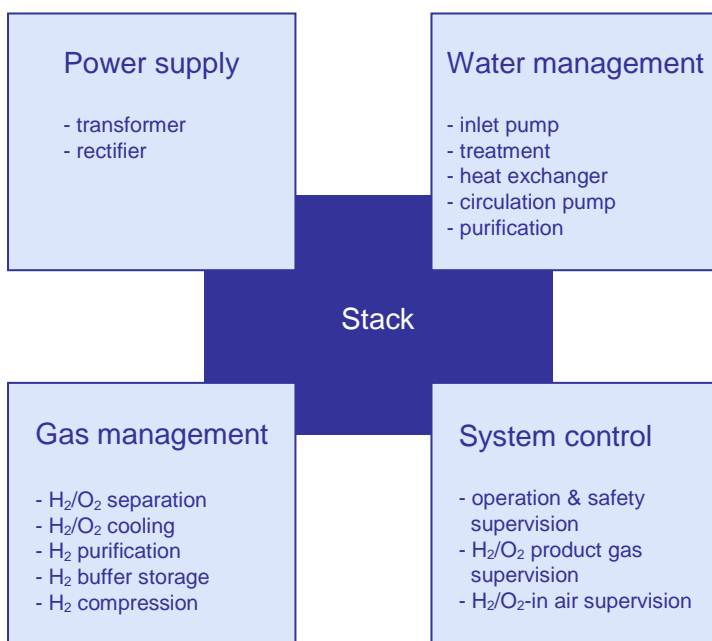 Power supply
- transformer
- rectifier
Water management
- inlet pump
- treatment
- heat exchanger
- circulation pump
- purification
Stack
Gas management
- H₂/O₂ separation
- H₂/O₂ cooling
- H₂ purification
- H₂ buffer storage
- H₂ compression
System control
- operation & safety
supervision
- H₂/O₂ product gas
supervision
- H₂/O₂-in air supervision